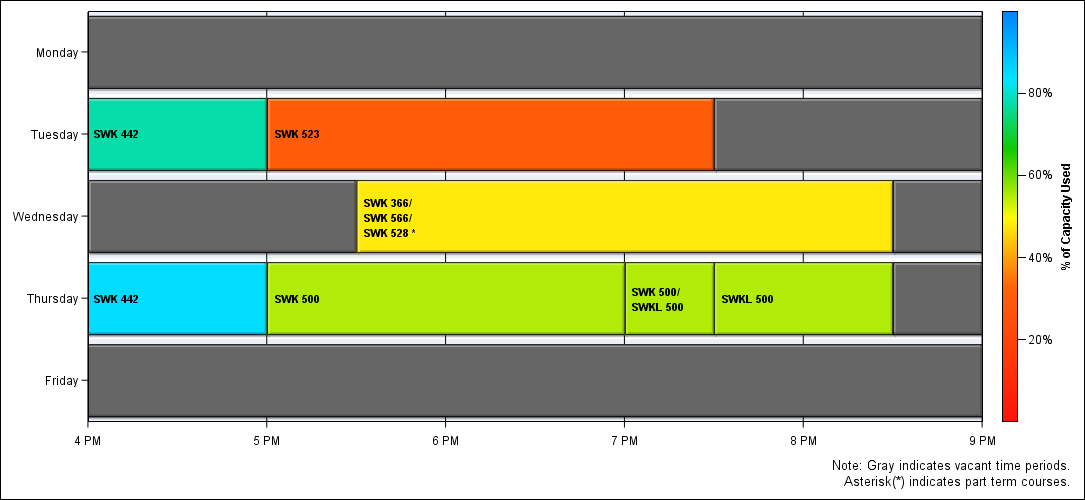 Monday
Tuesday
SWK 442
SWK 523
Wednesday
SWK 366/
SWK 566/
SWK 528 *
Thursday
SWK 442
SWK 500
SWK 500/
SWKL 500
SWKL 500
Friday
4 PM
5 PM
6 PM
7 PM
8 PM
9 PM
80%
60%
40%
20%
% of Capacity Used
Note: Gray indicates vacant time periods.
Asterisk(*) indicates part term courses.